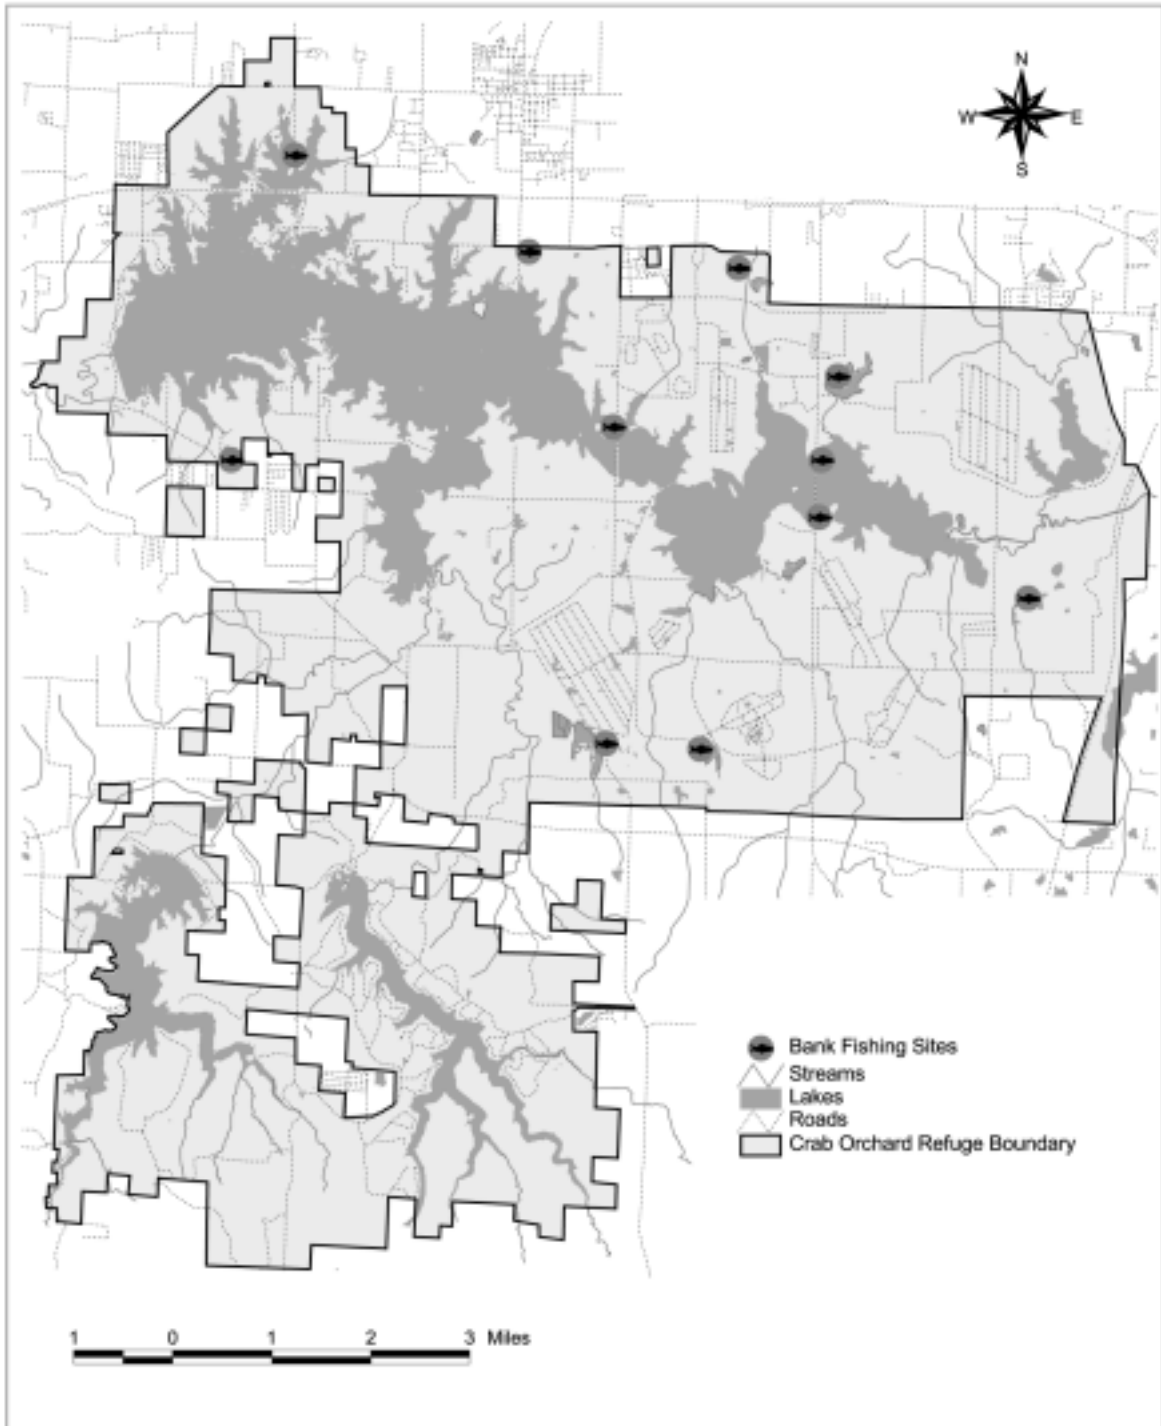 N
W E
S
Bank Fishing Sites
Streams
Lakes
Roads
Crab Orchard Refuge Boundary
1 0 1 2 3 Miles